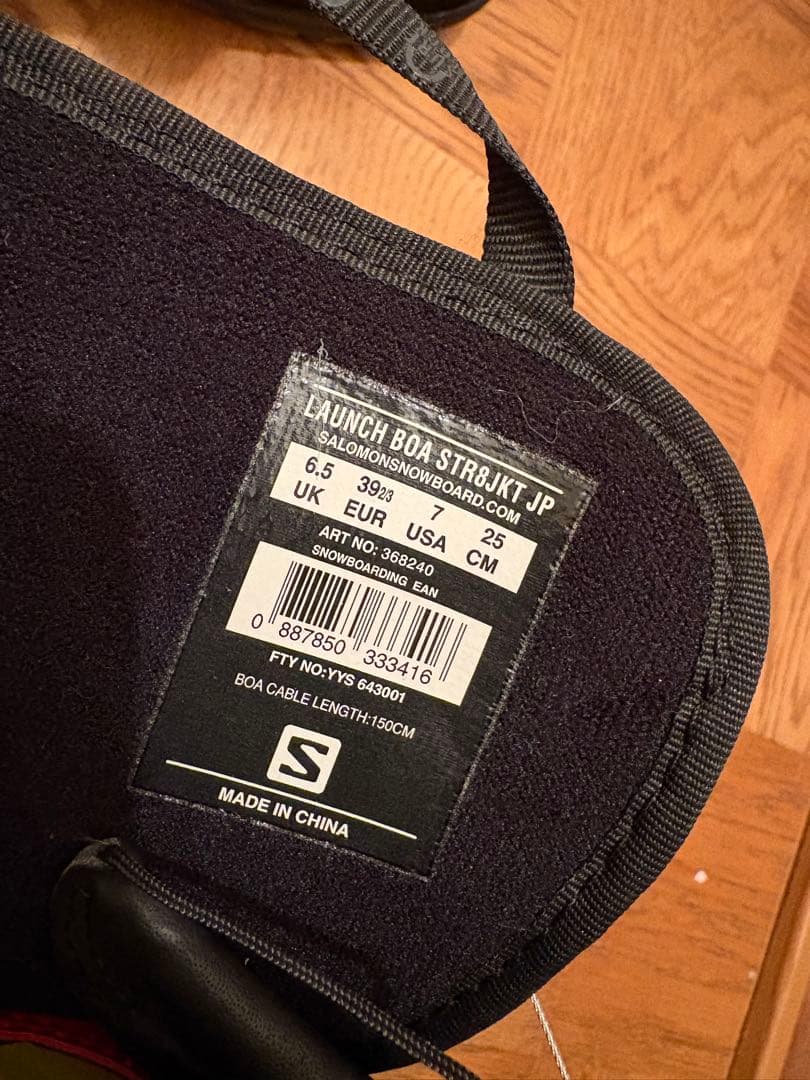 LAUNCH BOA STR8JKT JP
SALOMONSNOWBOARD.COM
6.5 39 2/3 7 25
UK EUR USA CM
ART NO: 368240
SNOWBOARDING EAN
0 887850 333416
FTY NO:YYS 643001
BOA CABLE LENGTH:150CM
S
MADE IN CHINA